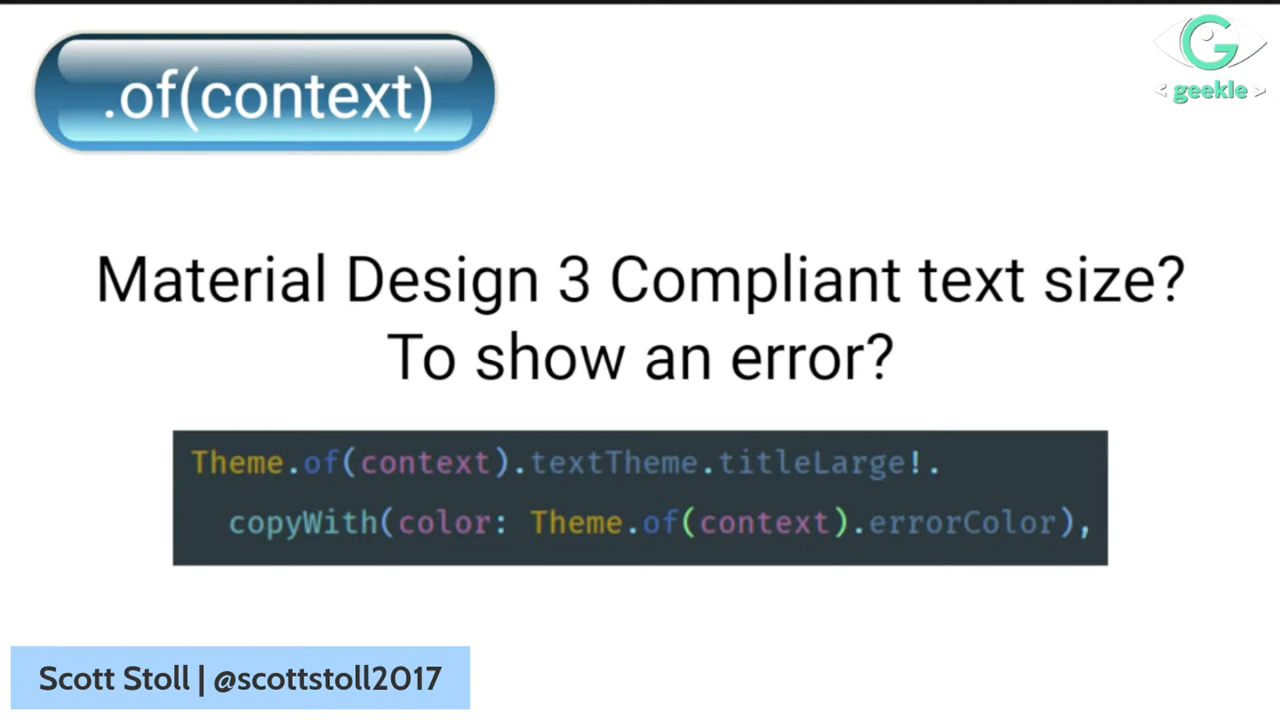 .of(context)
G
< geekle >
Material Design 3 Compliant text size?
To show an error?
Theme.of(context).textTheme.titleLarge!.
copyWith(color: Theme.of(context).errorColor),
Scott Stoll | @scottstoll2017